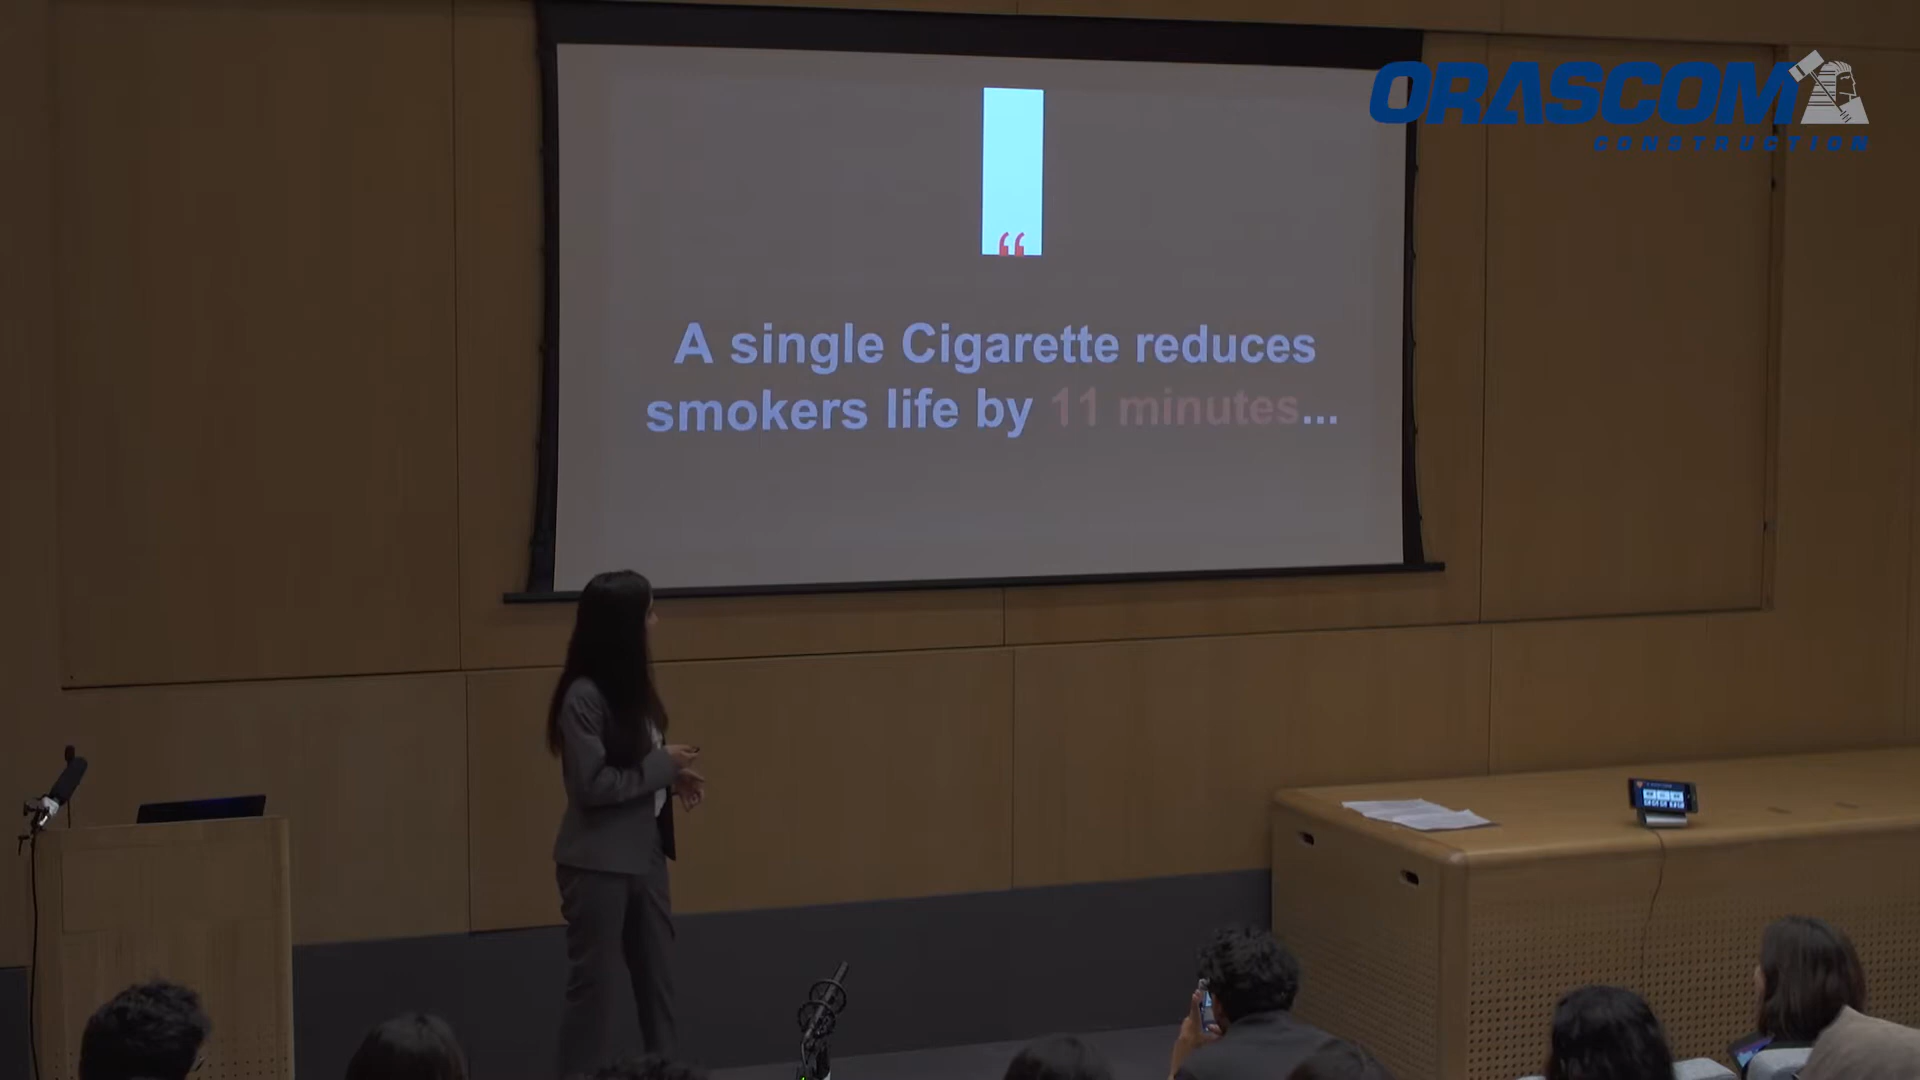 ORASCOM
CONSTRUCTION
“
A single Cigarette reduces
smokers life by 11 minutes...